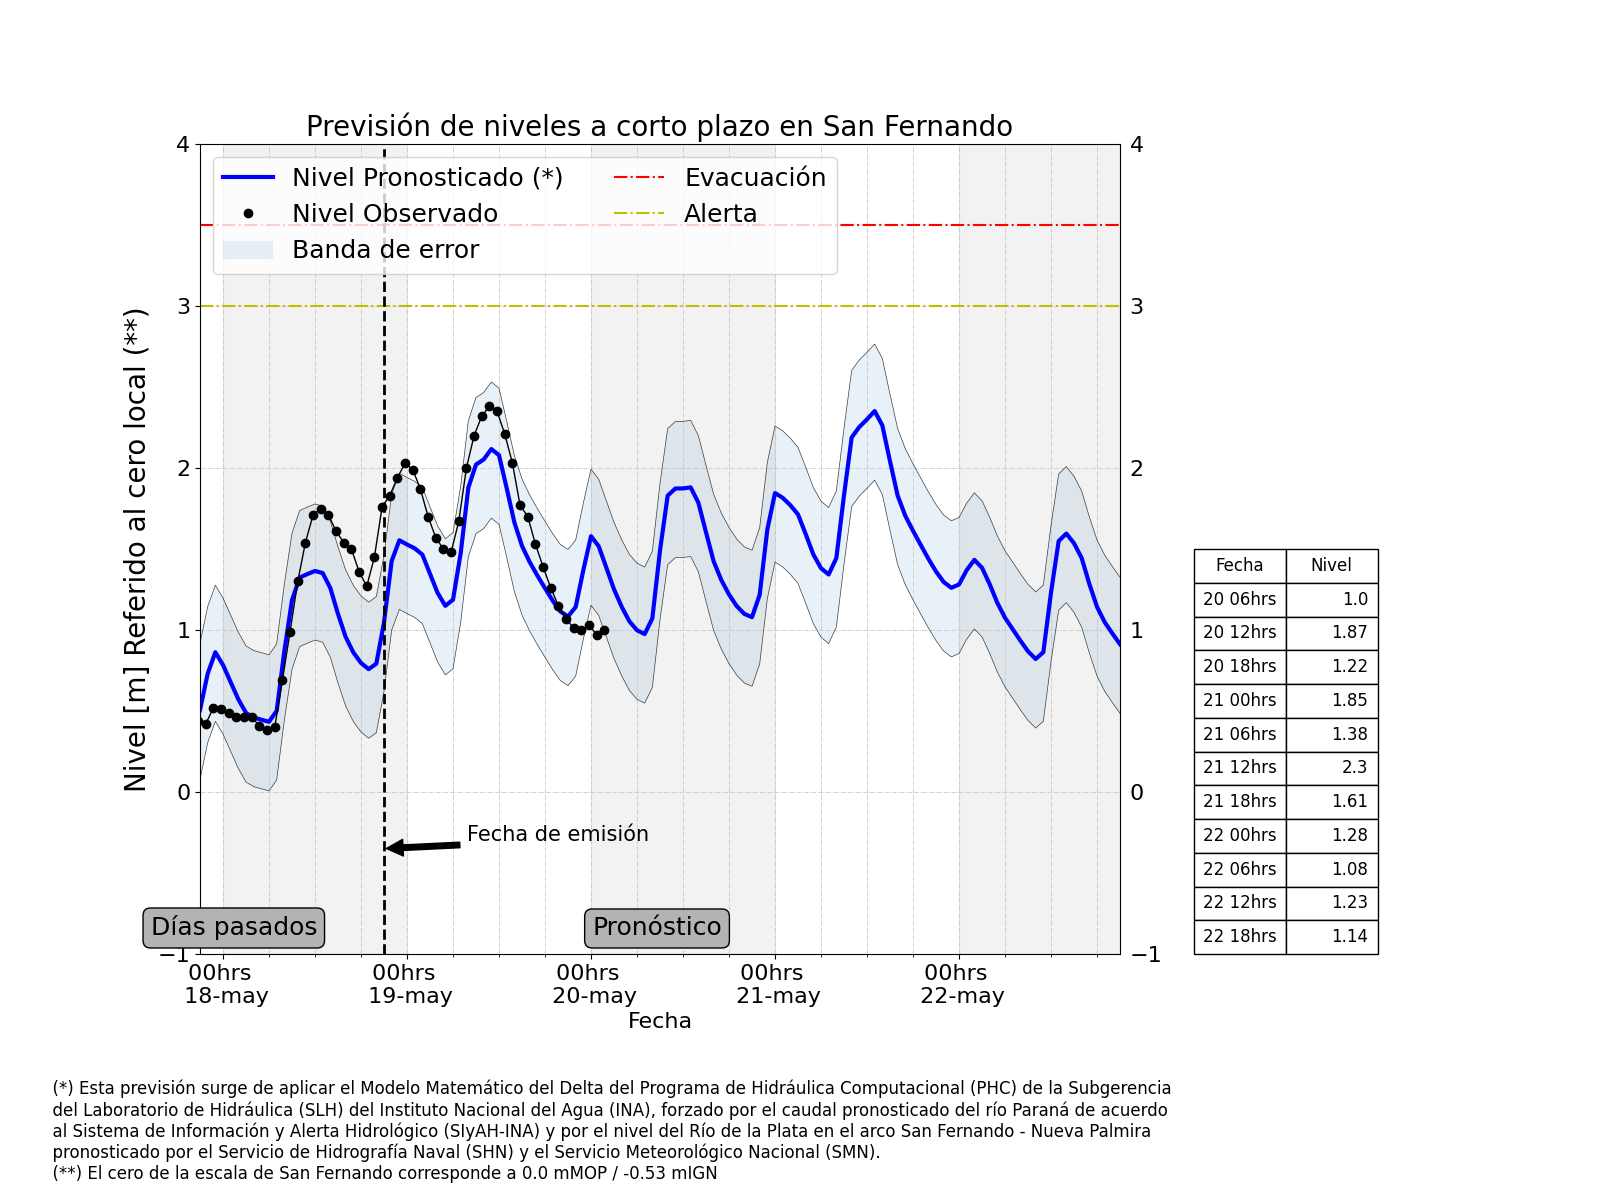 Previsión de niveles a corto plazo en San Fernando
Nivel Pronosticado (*)
Nivel Observado
Banda de error
Evacuación
Alerta
Nivel [m] Referido al cero local (**)
4
3
2
1
0
−1
4
3
2
1
0
−1
Fecha de emisión
Días pasados
Pronóstico
00hrs
18-may
00hrs
19-may
00hrs
20-may
00hrs
21-may
00hrs
22-may
Fecha
Fecha Nivel
20 06hrs 1.0
20 12hrs 1.87
20 18hrs 1.22
21 00hrs 1.85
21 06hrs 1.38
21 12hrs 2.3
21 18hrs 1.61
22 00hrs 1.28
22 06hrs 1.08
22 12hrs 1.23
22 18hrs 1.14
(*) Esta previsión surge de aplicar el Modelo Matemático del Delta del Programa de Hidráulica Computacional (PHC) de la Subgerencia
del Laboratorio de Hidráulica (SLH) del Instituto Nacional del Agua (INA), forzado por el caudal pronosticado del río Paraná de acuerdo
al Sistema de Información y Alerta Hidrológico (SIyAH-INA) y por el nivel del Río de la Plata en el arco San Fernando - Nueva Palmira
pronosticado por el Servicio de Hidrografía Naval (SHN) y el Servicio Meteorológico Nacional (SMN).
(**) El cero de la escala de San Fernando corresponde a 0.0 mMOP / -0.53 mIGN